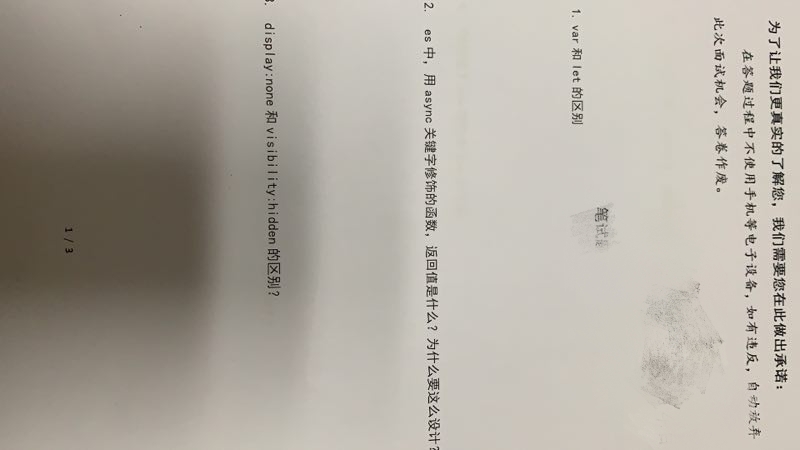 为了让我们更真实的了解您，我们需要您在此做出承诺：
在答题过程中不使用手机等电子设备，如有违反，自动放弃
此次面试机会，答卷作废。
笔试
1. var 和 let 的区别
2. es 中，用 async 关键字修饰的函数，返回值是什么？为什么要这么设计？
3. display:none 和 visibility:hidden 的区别？
1 / 3